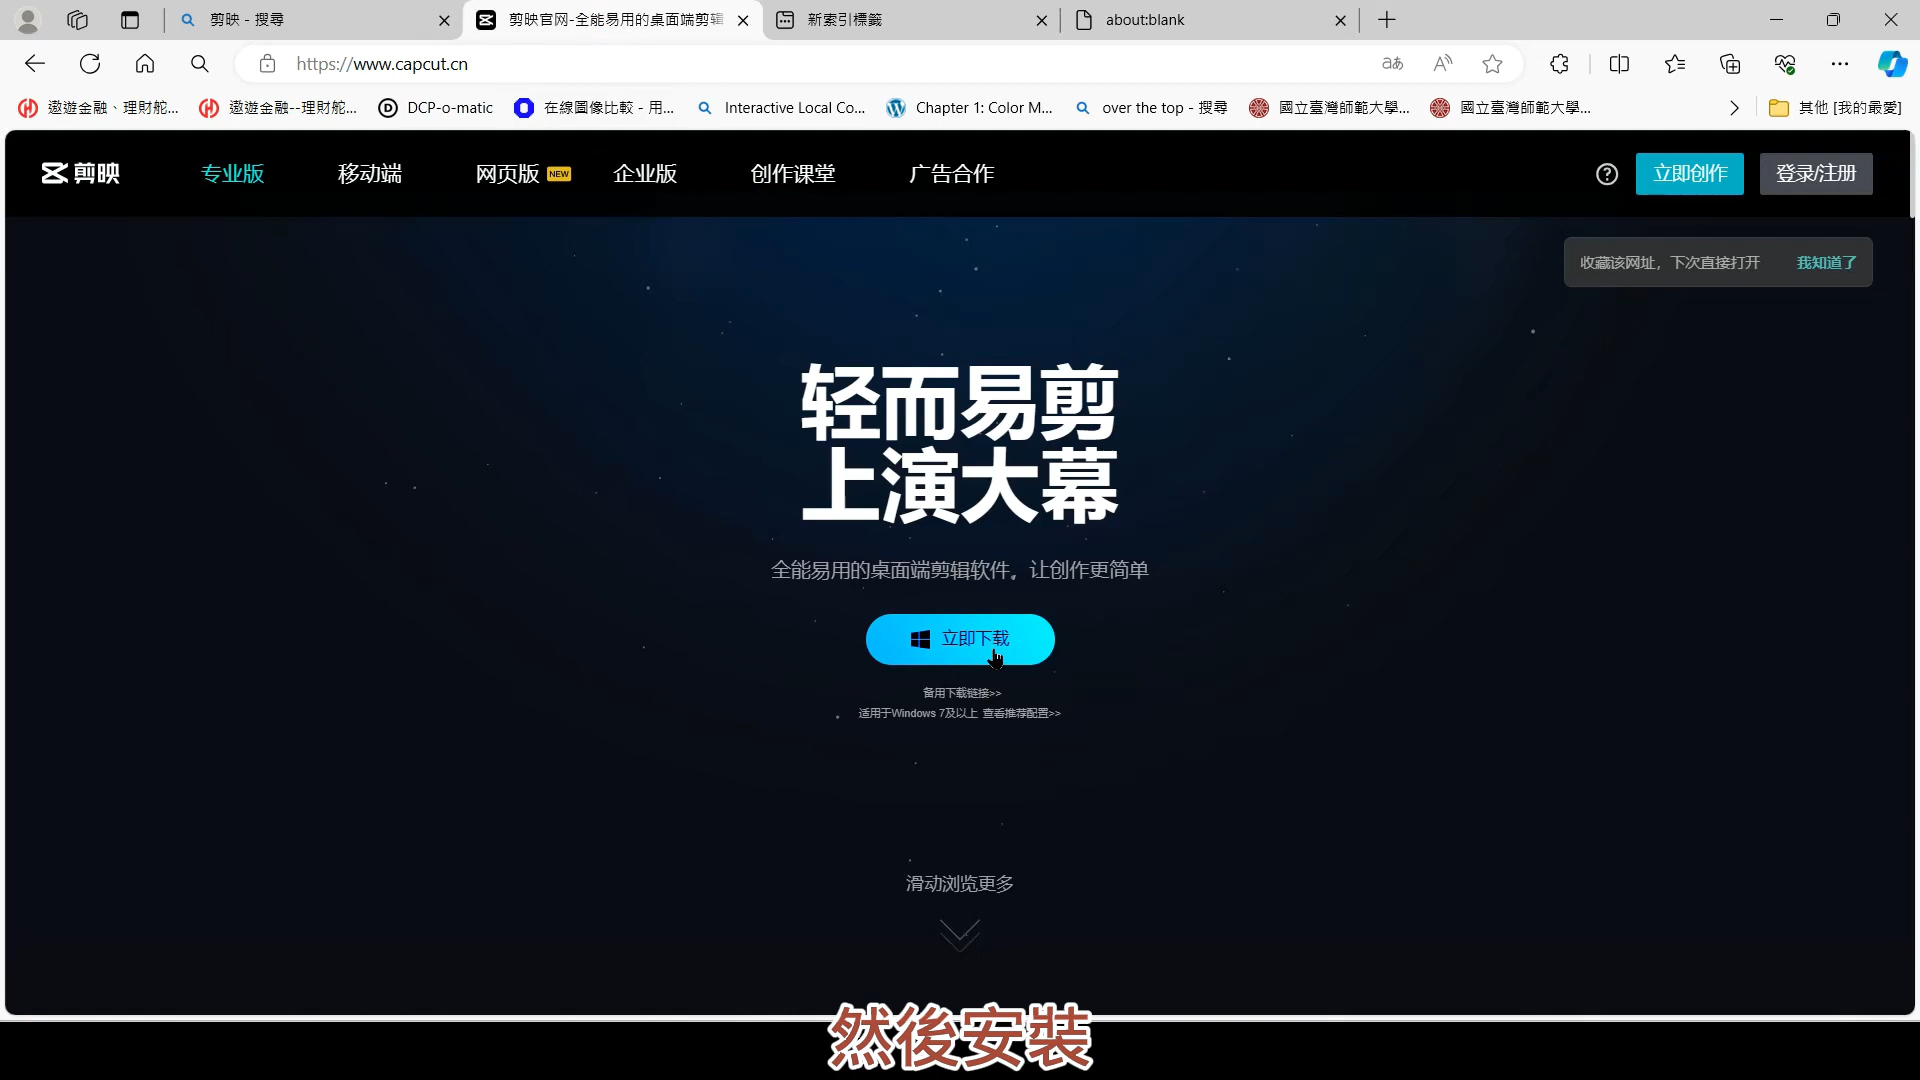 剪映 - 搜尋
剪映官网-全能易用的桌面端剪辑
新索引標籤
about:blank
https://www.capcut.cn
aあ
遨遊金融、理財舵...
遨遊金融--理財舵...
DCP-o-matic
在線圖像比較 - 用...
Interactive Local Co...
Chapter 1: Color M...
over the top - 搜尋
國立臺灣師範大學...
國立臺灣師範大學...
其他 [我的最愛]
剪映
专业版
移动端
网页版 NEW
企业版
创作课堂
广告合作
立即创作
登录/注册
收藏该网址，下次直接打开
我知道了
轻而易剪
上演大幕
全能易用的桌面端剪辑软件，让创作更简单
立即下载
备用下载链接>>
适用于Windows 7及以上 查看推荐配置>>
滑动浏览更多
然後安裝